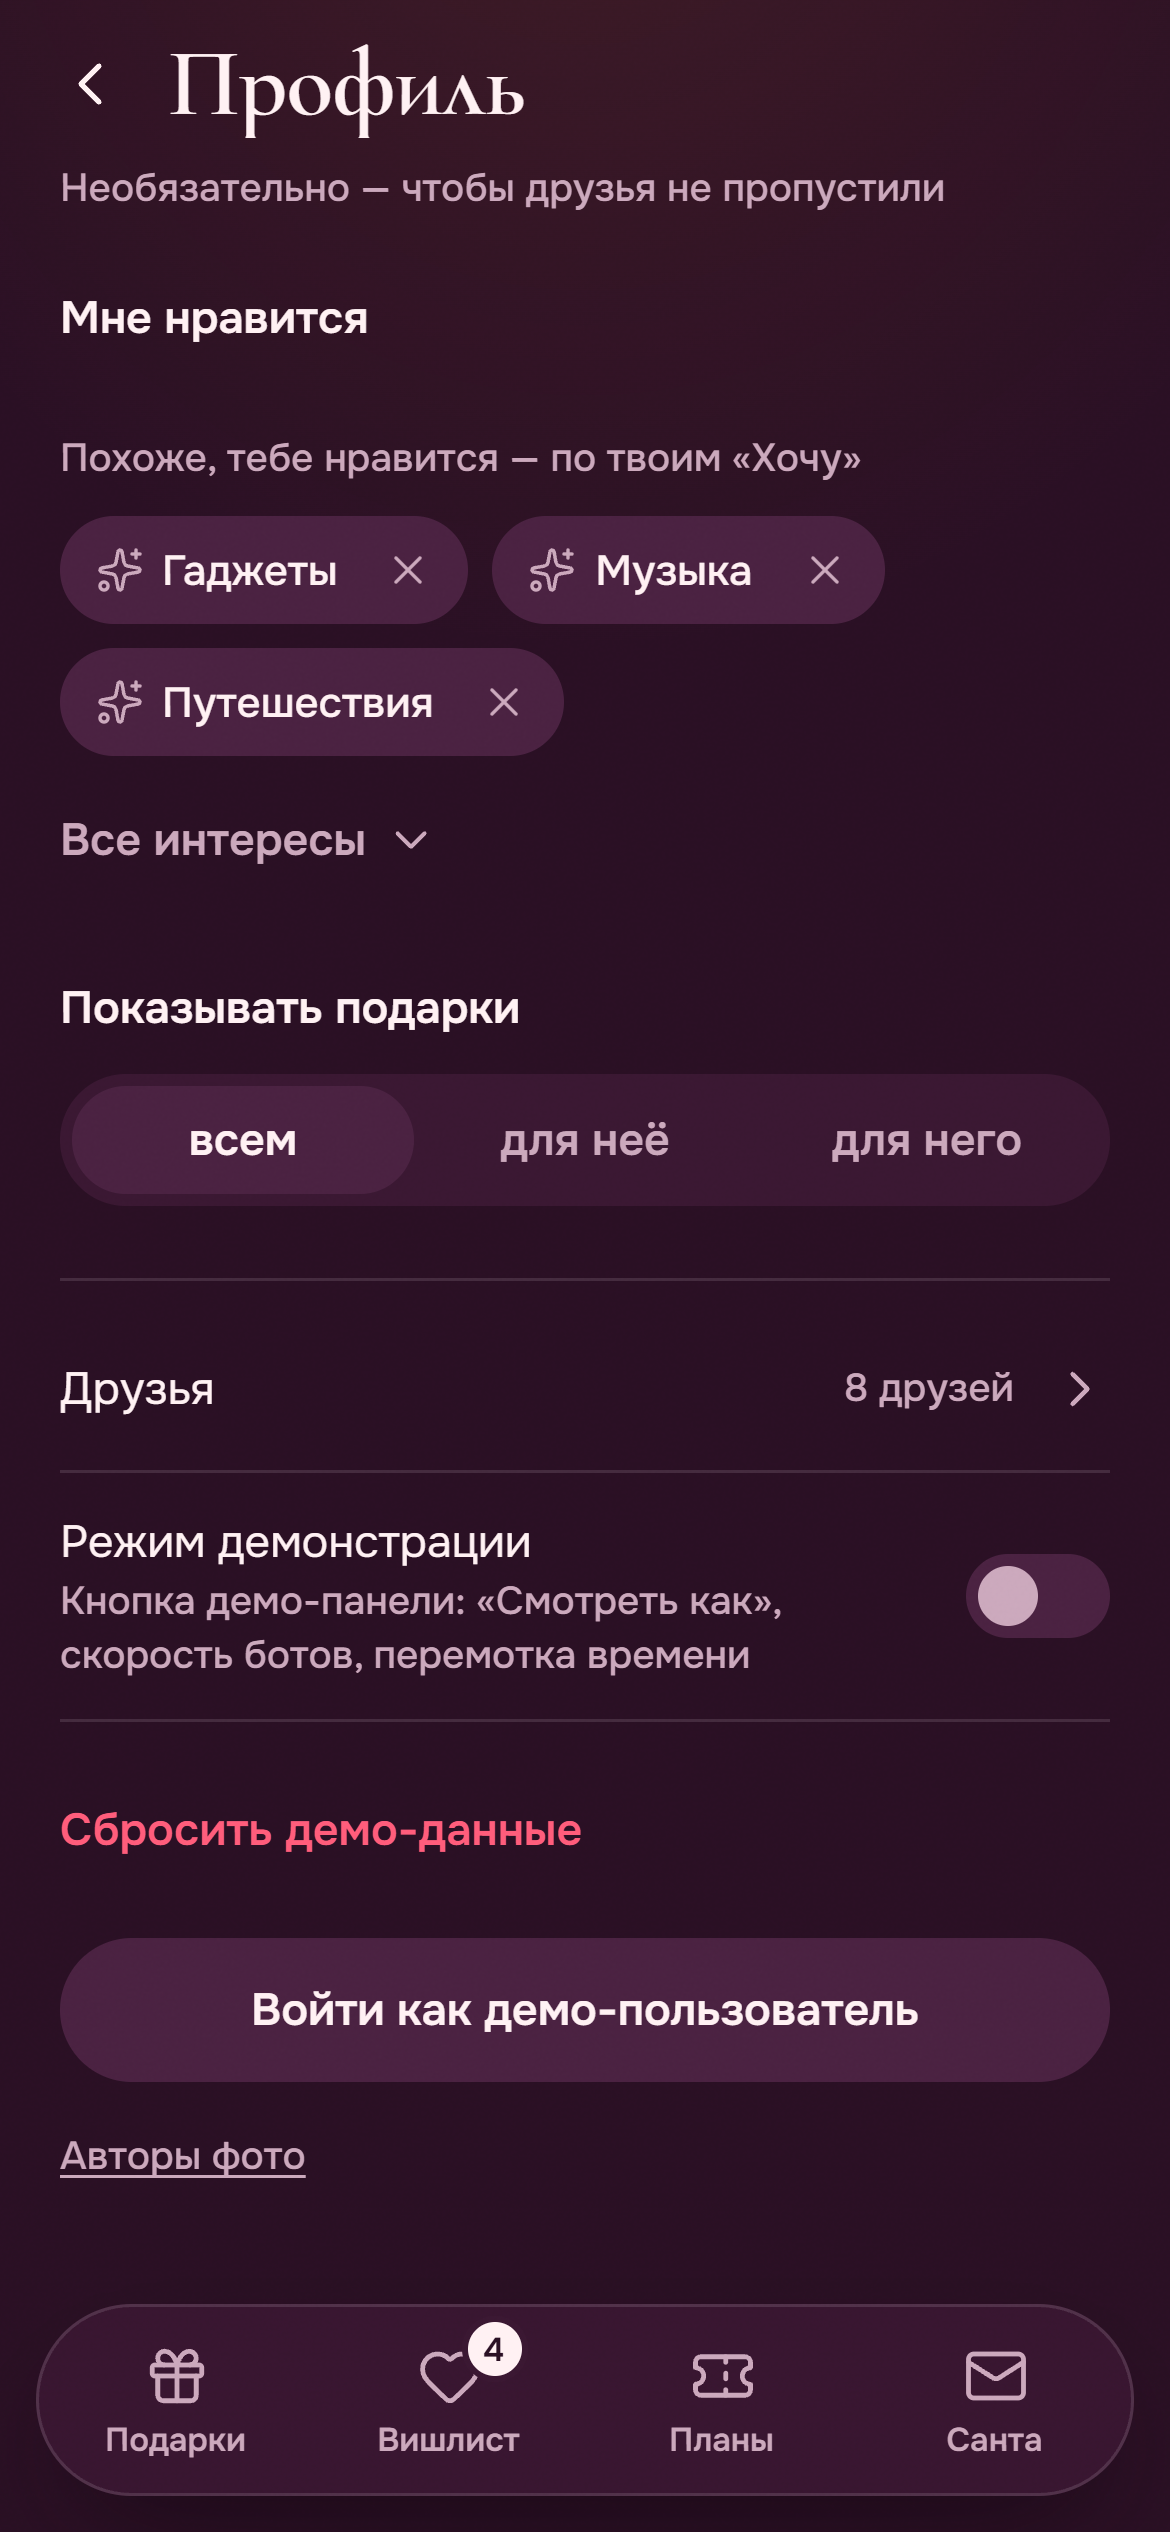 Профиль
Необязательно — чтобы друзья не пропустили
Мне нравится
Похоже, тебе нравится — по твоим «Хочу»
Гаджеты
Музыка
Путешествия
Все интересы
Показывать подарки
всем
для неё
для него
Друзья
8 друзей
Режим демонстрации
Кнопка демо-панели: «Смотреть как»,
скорость ботов, перемотка времени
Сбросить демо-данные
Войти как демо-пользователь
Авторы фото
4
Подарки
Вишлист
Планы
Санта